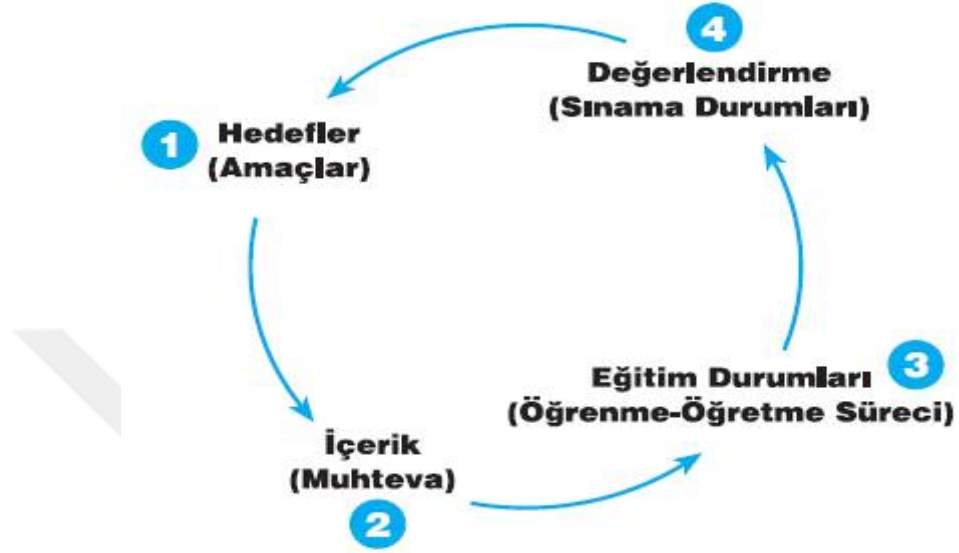 1
Hedefler
(Amaçlar)
İçerik
(Muhteva)
2
Eğitim Durumları
(Öğrenme-Öğretme Süreci)
3
4
Değerlendirme
(Sınama Durumları)